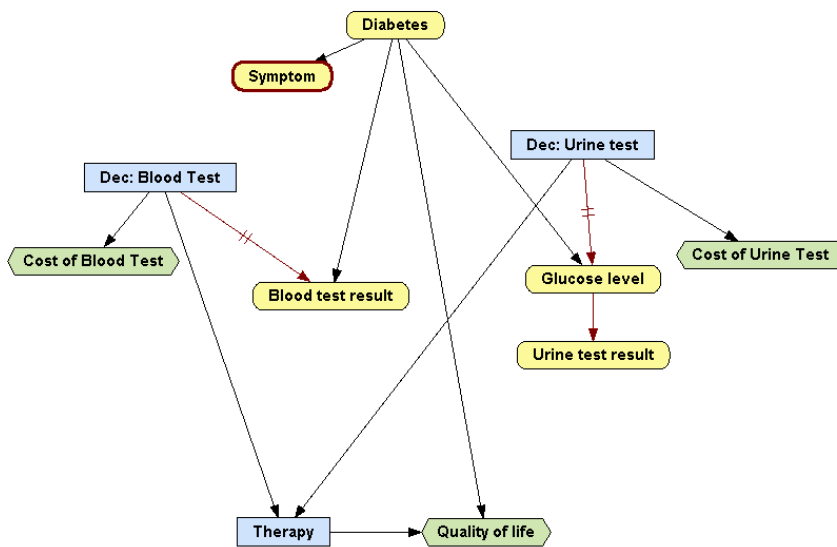 Diabetes
Symptom
Dec: Urine test
Dec: Blood Test
Cost of Blood Test
Cost of Urine Test
Glucose level
Blood test result
Urine test result
Therapy
Quality of life